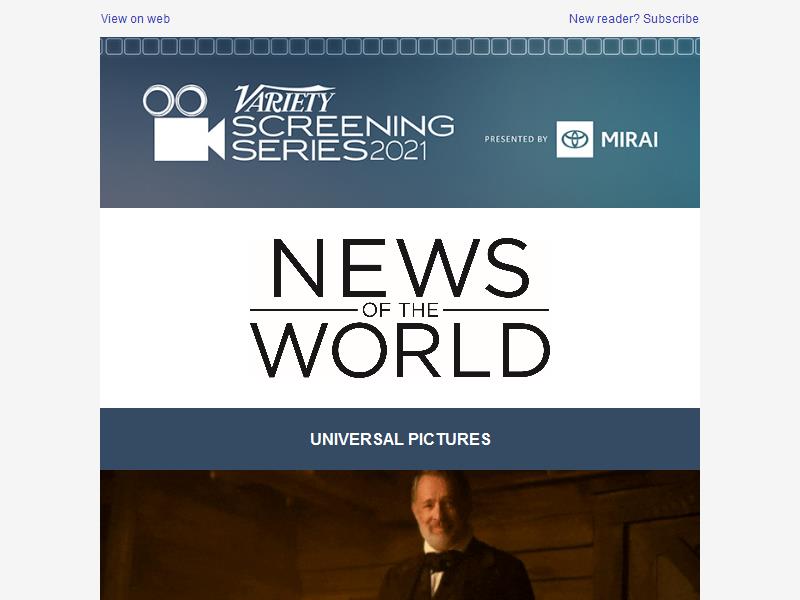 View on web
New reader? Subscribe
VARIETY
SCREENING
SERIES 2021
PRESENTED BY
MIRAI
NEWS
OF THE
WORLD
UNIVERSAL PICTURES